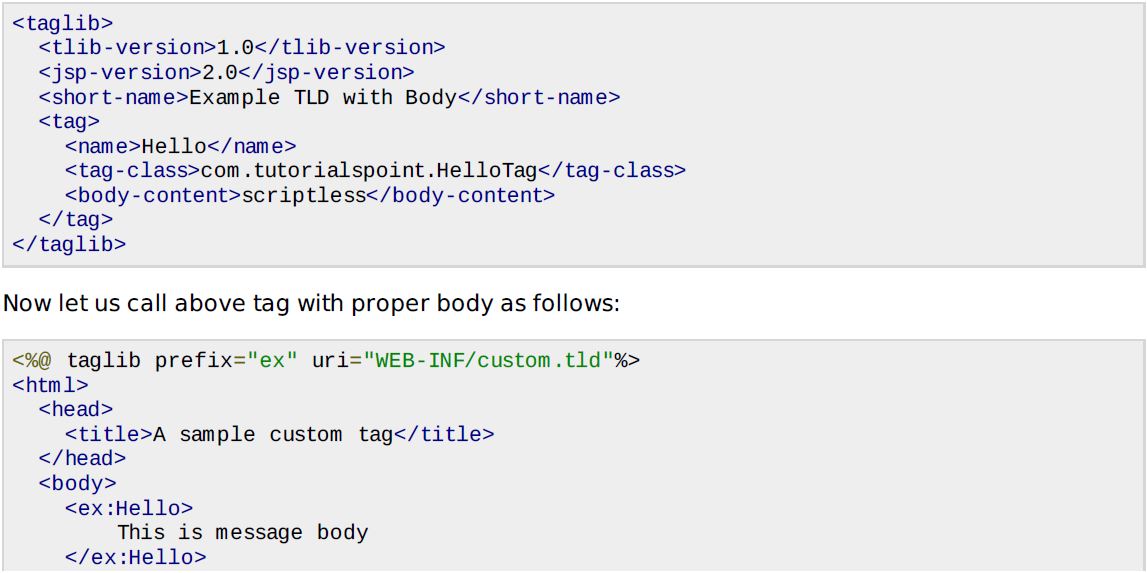 <taglib>
  <tlib-version>1.0</tlib-version>
  <jsp-version>2.0</jsp-version>
  <short-name>Example TLD with Body</short-name>
  <tag>
    <name>Hello</name>
    <tag-class>com.tutorialspoint.HelloTag</tag-class>
    <body-content>scriptless</body-content>
  </tag>
</taglib>
Now let us call above tag with proper body as follows:
<%@ taglib prefix="ex" uri="WEB-INF/custom.tld"%>
<html>
  <head>
    <title>A sample custom tag</title>
  </head>
  <body>
    <ex:Hello>
        This is message body
    </ex:Hello>